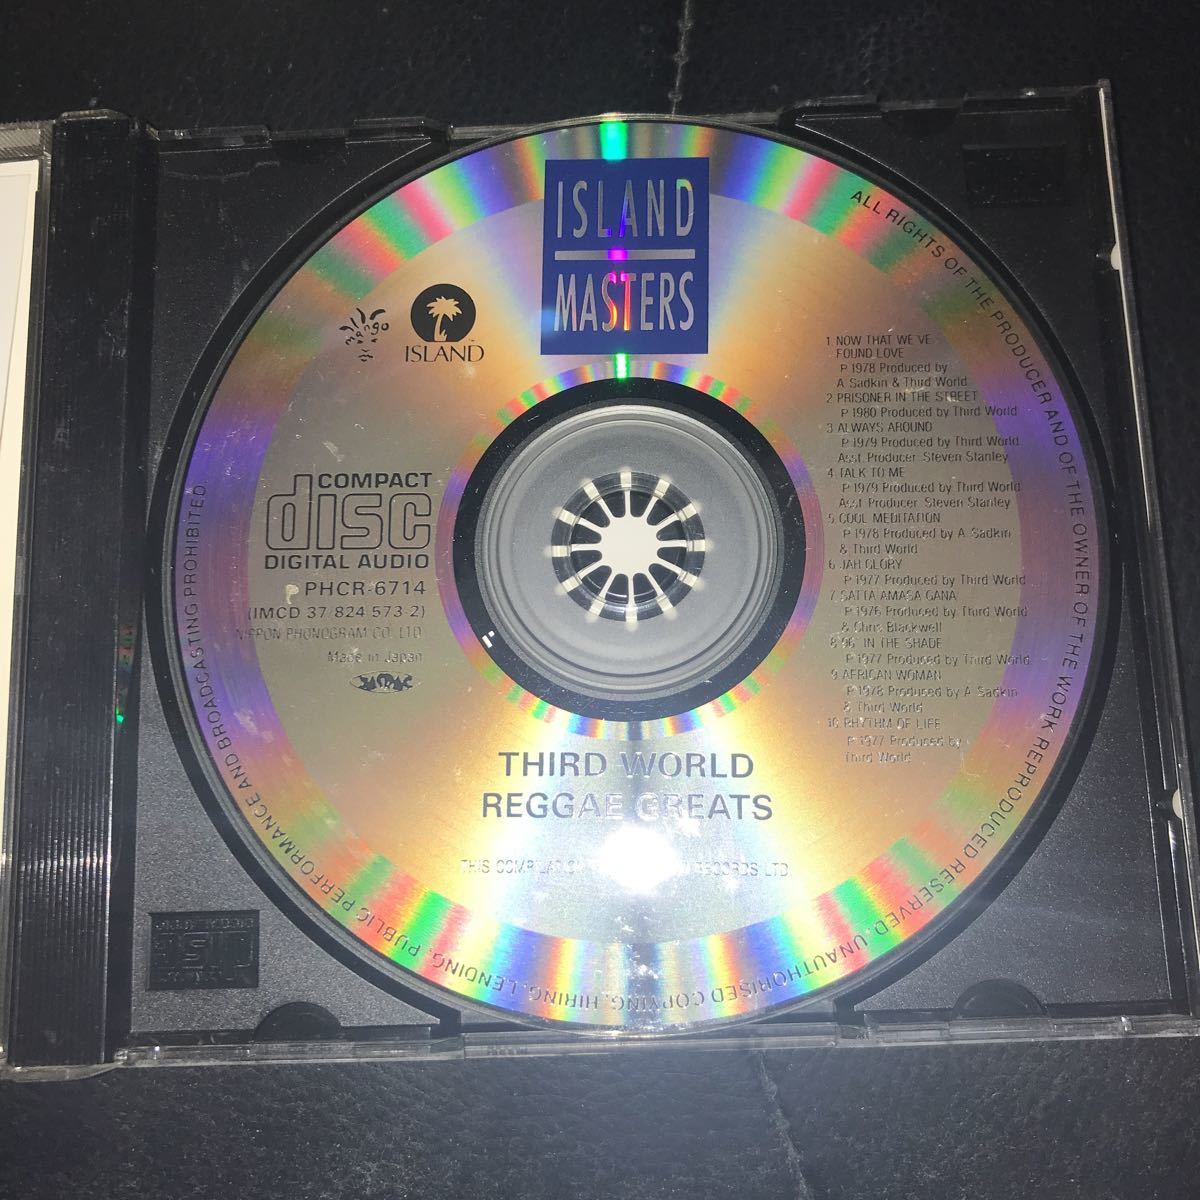 ISLAND
MASTERS
mango
ISLAND
COMPACT
disc
DIGITAL AUDIO
PHCR-6714
(IMCD 37/824 573-2)
NIPPON PHONOGRAM CO., LTD.
Made in Japan
1. NOW THAT WE'VE
FOUND LOVE
P 1978 Produced by
A. Sadkin & Third World
2. PRISONER IN THE STREET
P 1980 Produced by Third World
3. ALWAYS AROUND
P 1979 Produced by Third World
Asst. Producer: Steven Stanley
4. TALK TO ME
P 1979 Produced by Third World
Asst. Producer: Steven Stanley
5. COOL MEDITATION
P 1978 Produced by A. Sadkin
& Third World
6. JAH GLORY
P 1977 Produced by Third World
7. SATTA AMASA GANA
P 1976 Produced by Third World
& Chris Blackwell
8. 96° IN THE SHADE
P 1977 Produced by Third World
9. AFRICAN WOMAN
P 1978 Produced by A. Sadkin
& Third World
10. RHYTHM OF LIFE
P 1977 Produced by
Third World
THIRD WORLD
REGGAE GREATS
THIS RECORDS LTD.
ALL RIGHTS OF THE PRODUCER AND OF THE OWNER OF THE WORK REPRODUCED RESERVED. UNAUTHORISED COPYING, HIRING, LENDING, PUBLIC PERFORMANCE AND BROADCASTING PROHIBITED.